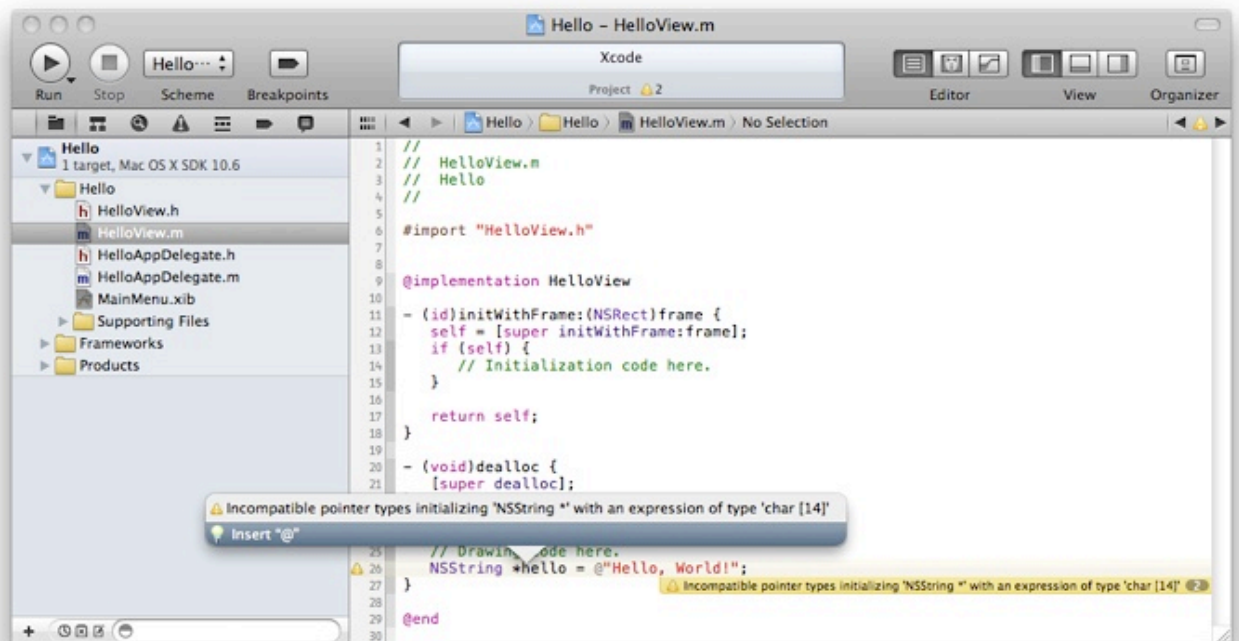 Hello – HelloView.m
Hello··· 
Run Stop Scheme Breakpoints
Xcode
Project 2
Editor View Organizer
Hello
1 target, Mac OS X SDK 10.6
Hello
HelloView.h
HelloView.m
HelloAppDelegate.h
HelloAppDelegate.m
MainMenu.xib
Supporting Files
Frameworks
Products
+
Hello Hello HelloView.m No Selection
1 //
2 //  HelloView.m
3 //  Hello
4 //
5
6 #import "HelloView.h"
7
8
9 @implementation HelloView
10
11 - (id)initWithFrame:(NSRect)frame {
12 self = [super initWithFrame:frame];
13 if (self) {
14 // Initialization code here.
15 }
16
17 return self;
18 }
19
20 - (void)dealloc {
21 [super dealloc];
Incompatible pointer types initializing 'NSString *' with an expression of type 'char [14]'
Insert "@"
25 // Drawing code here.
26 NSString *hello = @"Hello, World!";
Incompatible pointer types initializing 'NSString *' with an expression of type 'char [14]' 2
27 }
28
29 @end
30